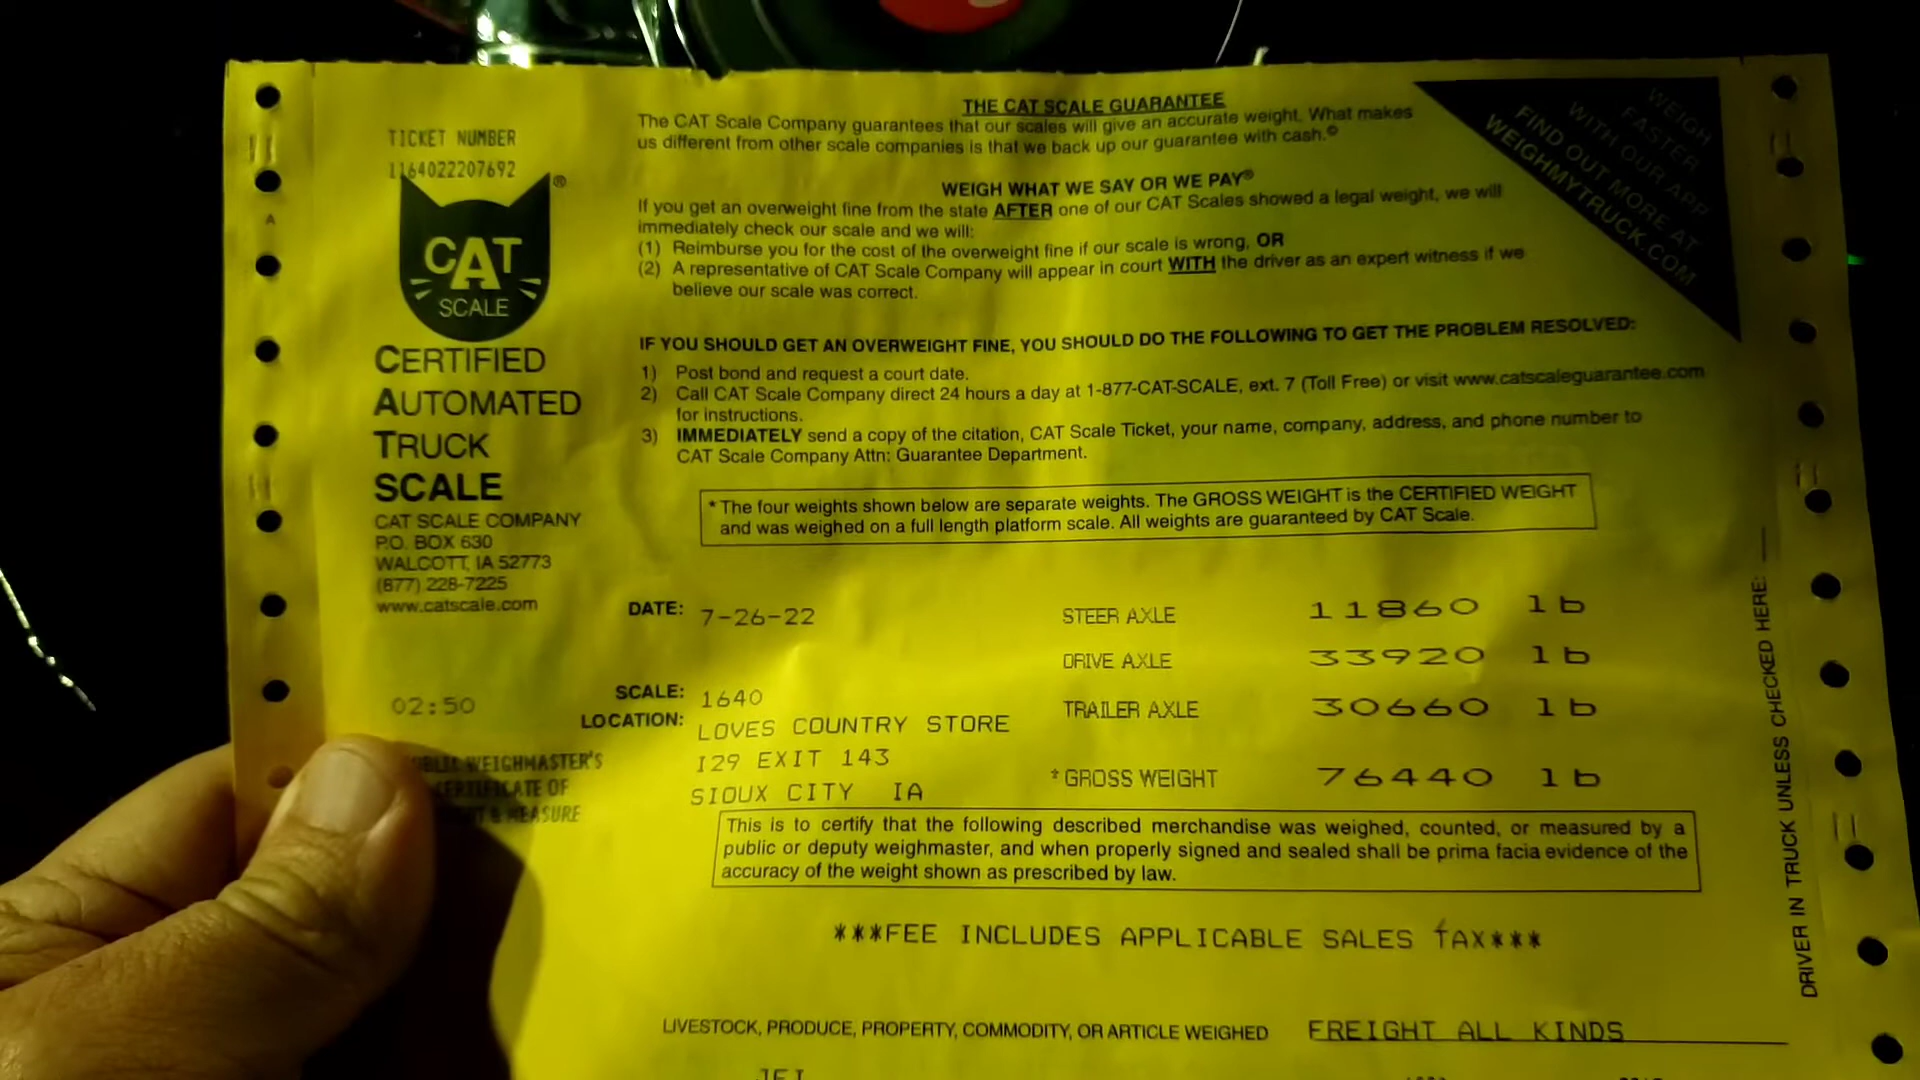 TICKET NUMBER
1164022207692
CAT
SCALE
®
CERTIFIED
AUTOMATED
TRUCK
SCALE
CAT SCALE COMPANY
P.O. BOX 630
WALCOTT, IA 52773
(877) 228-7225
www.catscale.com
THE CAT SCALE GUARANTEE
The CAT Scale Company guarantees that our scales will give an accurate weight. What makes
us different from other scale companies is that we back up our guarantee with cash.©
WEIGH WHAT WE SAY OR WE PAY®
If you get an overweight fine from the state AFTER one of our CAT Scales showed a legal weight, we will
immediately check our scale and we will:
(1) Reimburse you for the cost of the overweight fine if our scale is wrong, OR
(2) A representative of CAT Scale Company will appear in court WITH the driver as an expert witness if we
believe our scale was correct.
WEIGH
FASTER
WITH OUR APP
FIND OUT MORE AT
WEIGHMYTRUCK.COM
IF YOU SHOULD GET AN OVERWEIGHT FINE, YOU SHOULD DO THE FOLLOWING TO GET THE PROBLEM RESOLVED:
1) Post bond and request a court date.
2) Call CAT Scale Company direct 24 hours a day at 1-877-CAT-SCALE, ext. 7 (Toll Free) or visit www.catscaleguarantee.com
for instructions.
3) IMMEDIATELY send a copy of the citation, CAT Scale Ticket, your name, company, address, and phone number to
CAT Scale Company Attn: Guarantee Department.
* The four weights shown below are separate weights. The GROSS WEIGHT is the CERTIFIED WEIGHT
and was weighed on a full length platform scale. All weights are guaranteed by CAT Scale.
DATE: 7-26-22
02:50
SCALE: 1640
LOCATION: LOVES COUNTRY STORE
I29 EXIT 143
SIOUX CITY IA
WEIGHMASTER'S
CERTIFICATE OF
& MEASURE
STEER AXLE 11860 lb
DRIVE AXLE 33920 lb
TRAILER AXLE 30660 lb
* GROSS WEIGHT 76440 lb
This is to certify that the following described merchandise was weighed, counted, or measured by a
public or deputy weighmaster, and when properly signed and sealed shall be prima facia evidence of the
accuracy of the weight shown as prescribed by law.
***FEE INCLUDES APPLICABLE SALES TAX***
LIVESTOCK, PRODUCE, PROPERTY, COMMODITY, OR ARTICLE WEIGHED FREIGHT ALL KINDS
DRIVER IN TRUCK UNLESS CHECKED HERE:
A